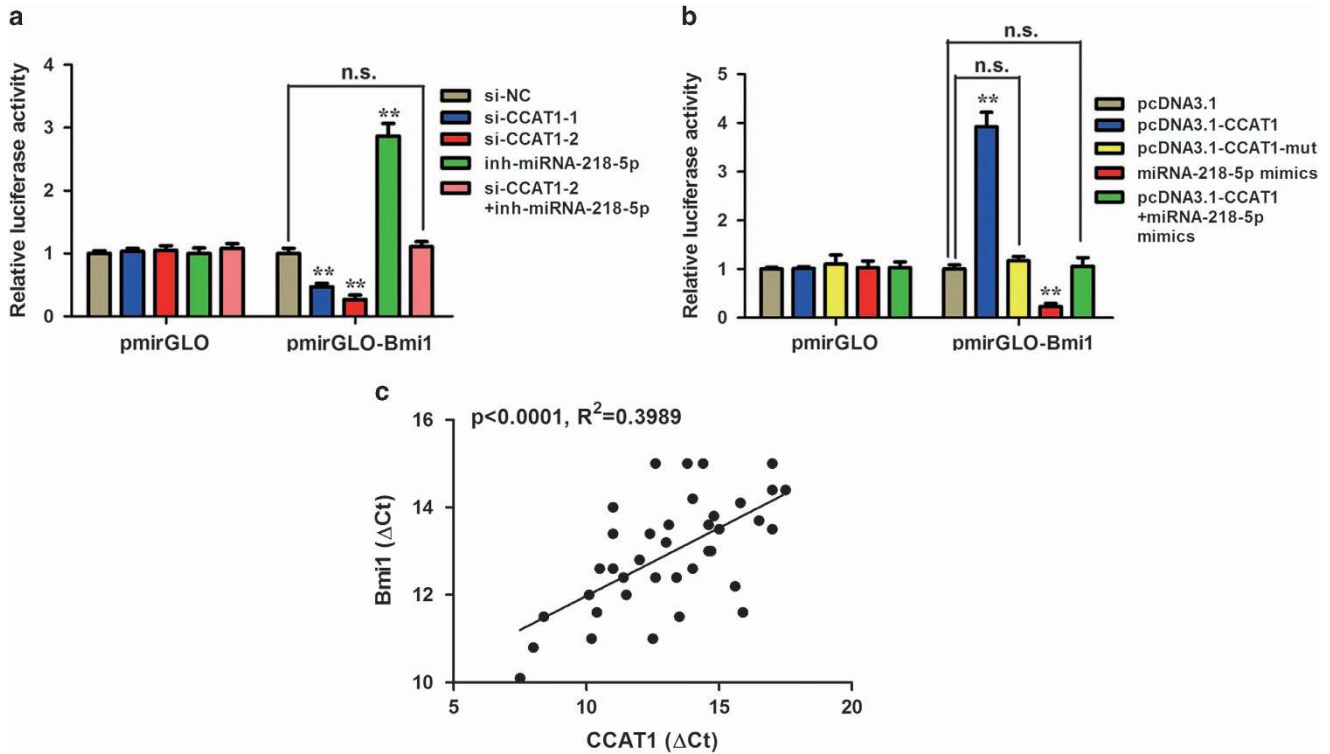 a
Relative luciferase activity
4
3
2
1
0
n.s.
**
**
**
pmirGLO
pmirGLO-Bmi1
si-NC
si-CCAT1-1
si-CCAT1-2
inh-miRNA-218-5p
si-CCAT1-2
+inh-miRNA-218-5p
b
Relative luciferase activity
5
4
3
2
1
0
n.s.
n.s.
**
**
pmirGLO
pmirGLO-Bmi1
pcDNA3.1
pcDNA3.1-CCAT1
pcDNA3.1-CCAT1-mut
miRNA-218-5p mimics
pcDNA3.1-CCAT1
+miRNA-218-5p
mimics
c
p<0.0001, R²=0.3989
Bmi1 (ΔCt)
16
14
12
10
5
10
15
20
CCAT1 (ΔCt)